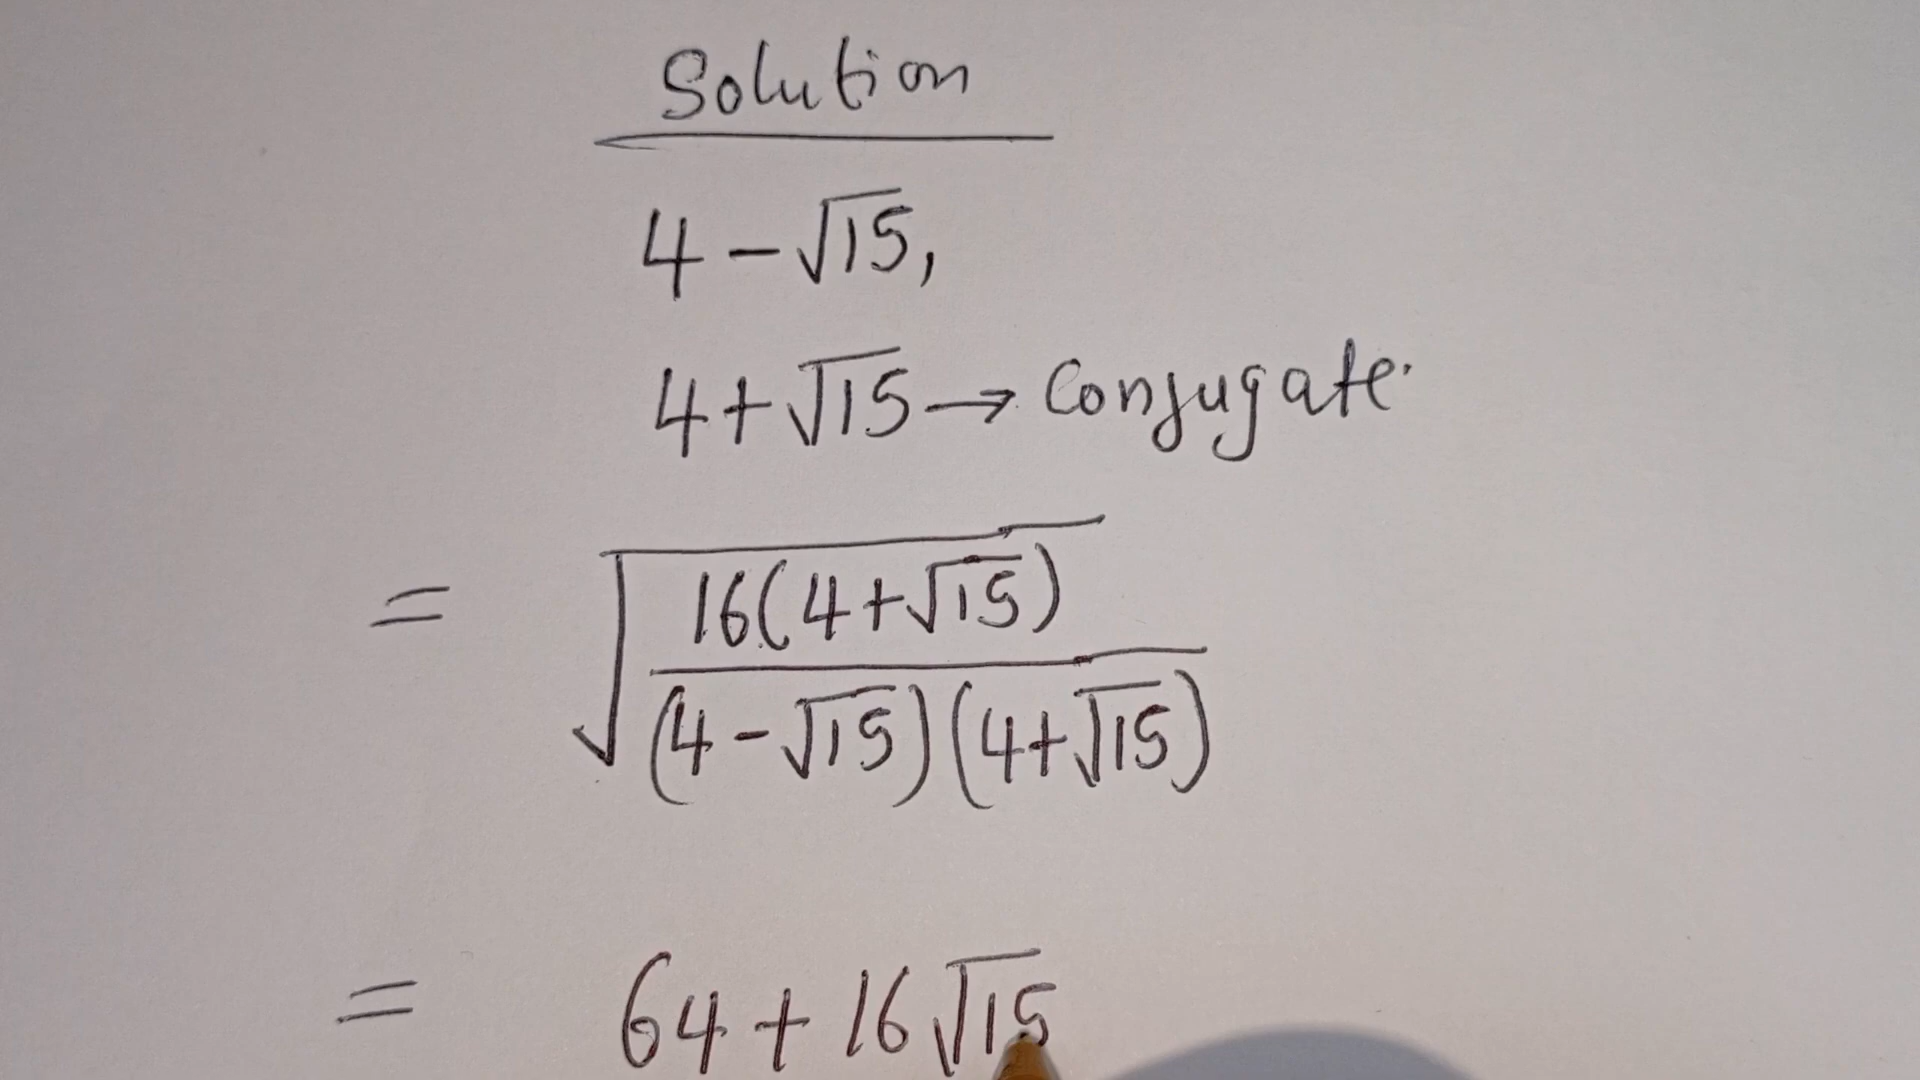 Solution
4 - √15,
4 + √15 → Conjugate.
= √(16(4+√15) / (4-√15)(4+√15))
= 64 + 16√15